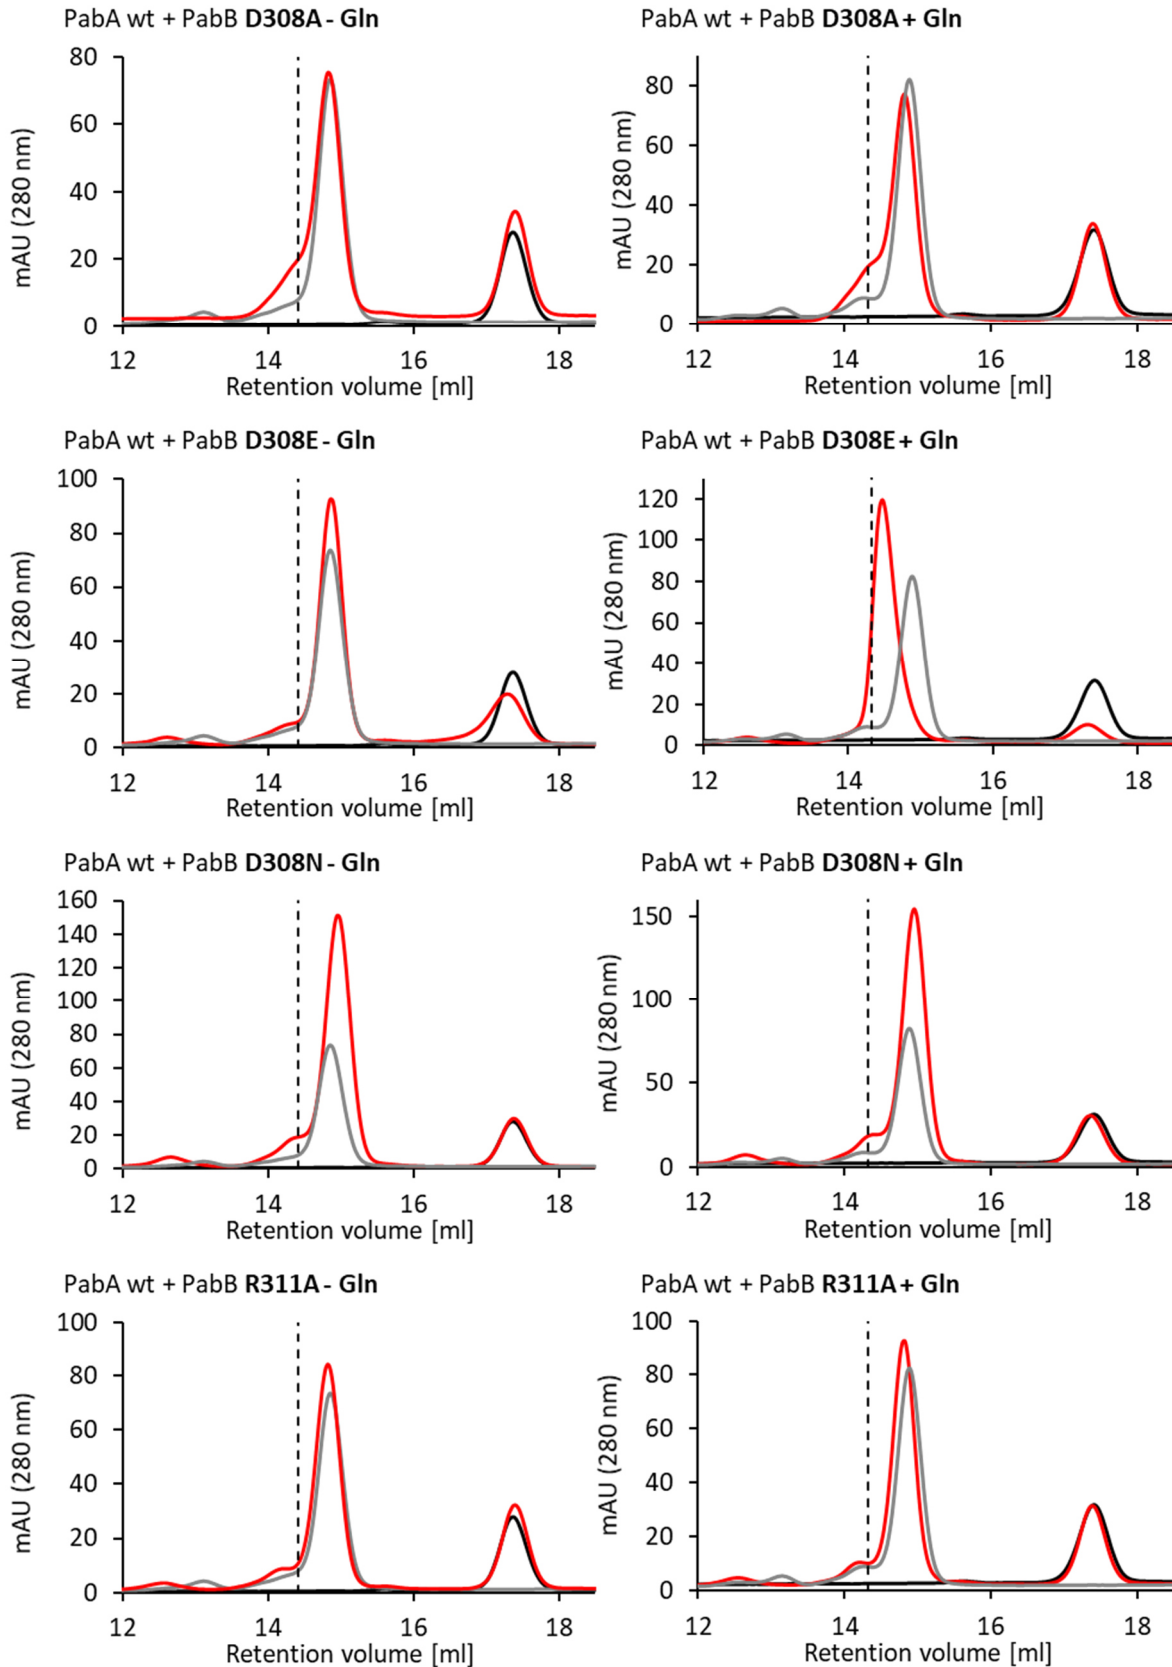 PabA wt + PabB D308A - Gln
mAU (280 nm)
80
60
40
20
0
12 14 16 18
Retention volume [ml]
PabA wt + PabB D308A + Gln
mAU (280 nm)
80
60
40
20
0
12 14 16 18
Retention volume [ml]
PabA wt + PabB D308E - Gln
mAU (280 nm)
100
80
60
40
20
0
12 14 16 18
Retention volume [ml]
PabA wt + PabB D308E + Gln
mAU (280 nm)
120
100
80
60
40
20
0
12 14 16 18
Retention volume [ml]
PabA wt + PabB D308N - Gln
mAU (280 nm)
160
140
120
100
80
60
40
20
0
12 14 16 18
Retention volume [ml]
PabA wt + PabB D308N + Gln
mAU (280 nm)
150
100
50
0
12 14 16 18
Retention volume [ml]
PabA wt + PabB R311A - Gln
mAU (280 nm)
100
80
60
40
20
0
12 14 16 18
Retention volume [ml]
PabA wt + PabB R311A + Gln
mAU (280 nm)
100
80
60
40
20
0
12 14 16 18
Retention volume [ml]